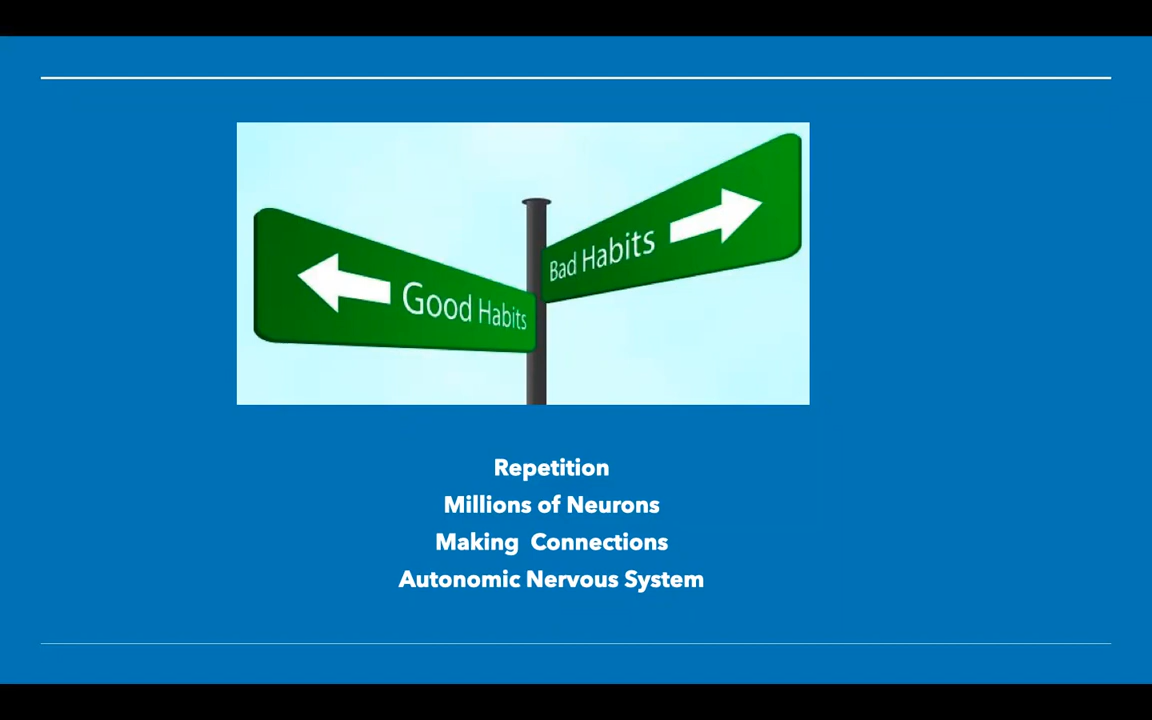 Bad Habits
Good Habits
Repetition
Millions of Neurons
Making  Connections
Autonomic Nervous System